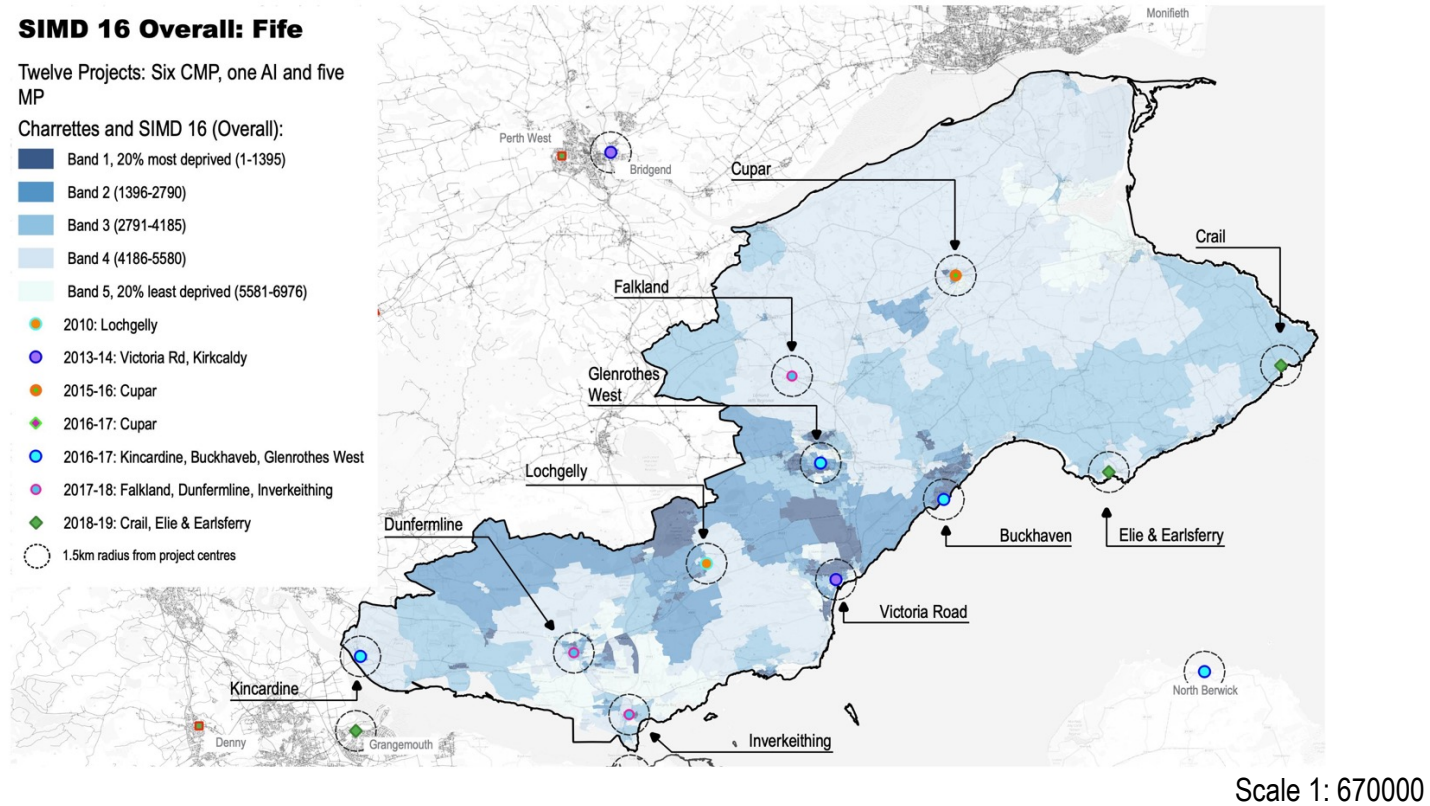 SIMD 16 Overall: Fife
Twelve Projects: Six CMP, one AI and five
MP
Charrettes and SIMD 16 (Overall):
Band 1, 20% most deprived (1-1395)
Band 2 (1396-2790)
Band 3 (2791-4185)
Band 4 (4186-5580)
Band 5, 20% least deprived (5581-6976)
2010: Lochgelly
2013-14: Victoria Rd, Kirkcaldy
2015-16: Cupar
2016-17: Cupar
2016-17: Kincardine, Buckhaveb, Glenrothes West
2017-18: Falkland, Dunfermline, Inverkeithing
2018-19: Crail, Elie & Earlsferry
1.5km radius from project centres
Monifieth
Perth West
Bridgend
Cupar
Crail
Falkland
Glenrothes
West
Lochgelly
Dunfermline
Buckhaven
Elie & Earlsferry
Victoria Road
Kincardine
North Berwick
Denny
Grangemouth
Inverkeithing
Scale 1: 670000